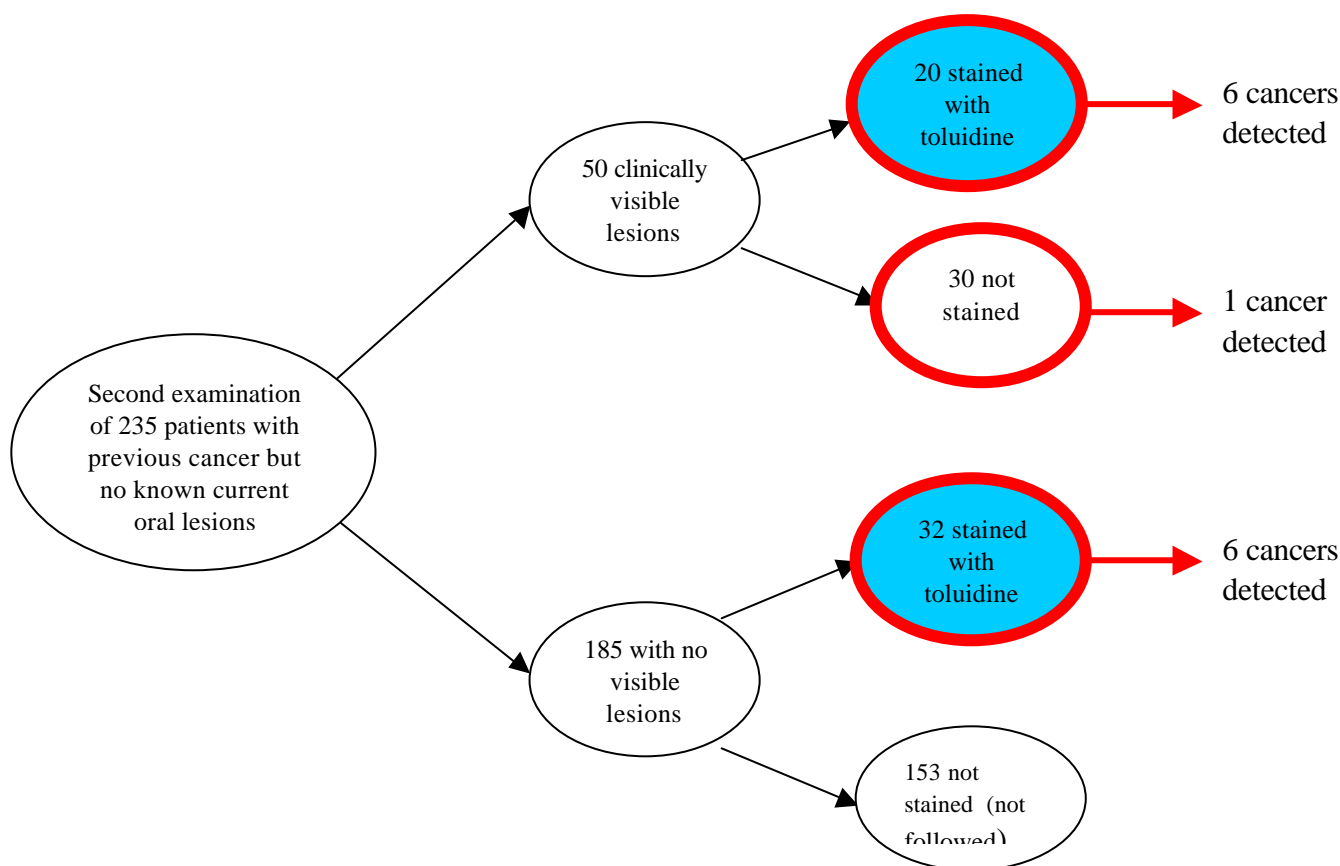 20 stained
with
toluidine
6 cancers
detected
50 clinically
visible
lesions
30 not
stained
1 cancer
detected
Second examination
of 235 patients with
previous cancer but
no known current
oral lesions
32 stained
with
toluidine
6 cancers
detected
185 with no
visible
lesions
153 not
stained (not
followed)